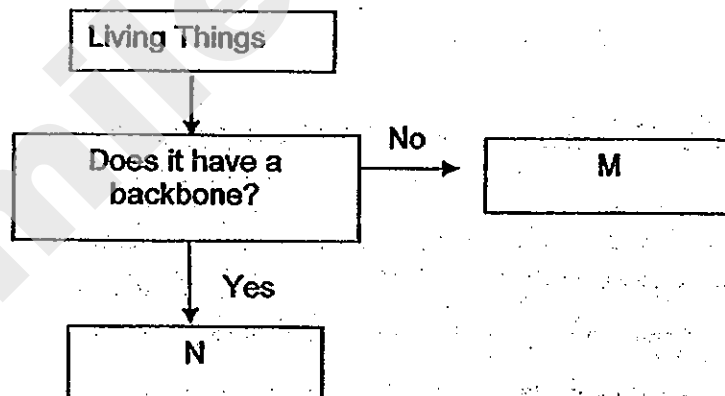 Living Things
Does it have a
backbone?
No
M
Yes
N